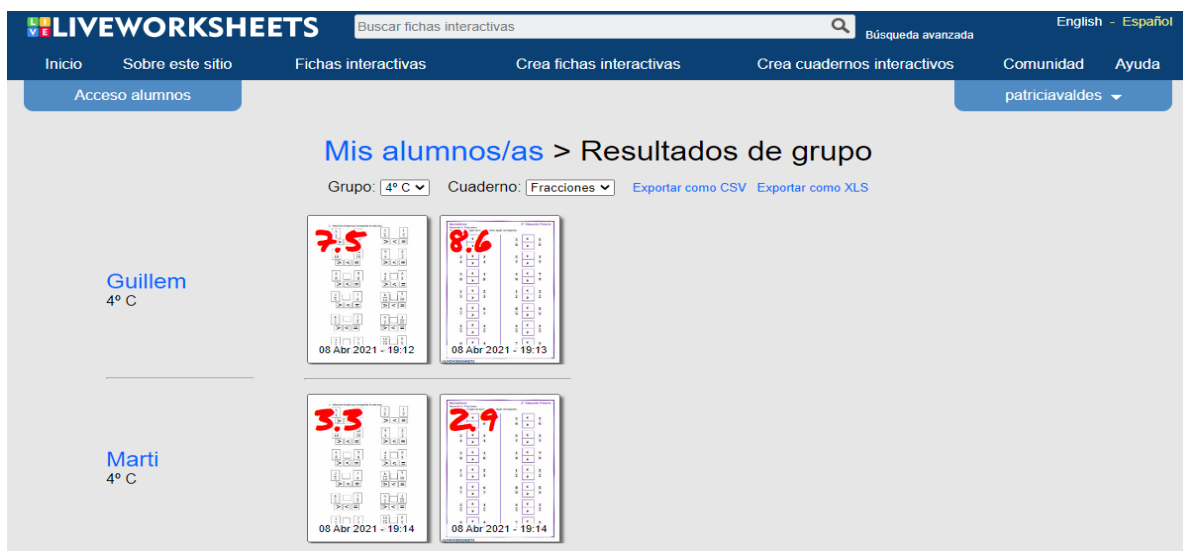 LIVE LIVEWORKSHEETS
Buscar fichas interactivas
Búsqueda avanzada
English - Español
Inicio Sobre este sitio Fichas interactivas Crea fichas interactivas Crea cuadernos interactivos Comunidad Ayuda
Acceso alumnos patriciavaldes
Mis alumnos/as > Resultados de grupo
Grupo: 4º C Cuaderno: Fracciones Exportar como CSV Exportar como XLS
7.5 8.6
Guillem
4º C
08 Abr 2021 - 19:12 08 Abr 2021 - 19:13
3.3 2.9
Marti
4º C
08 Abr 2021 - 19:14 08 Abr 2021 - 19:14